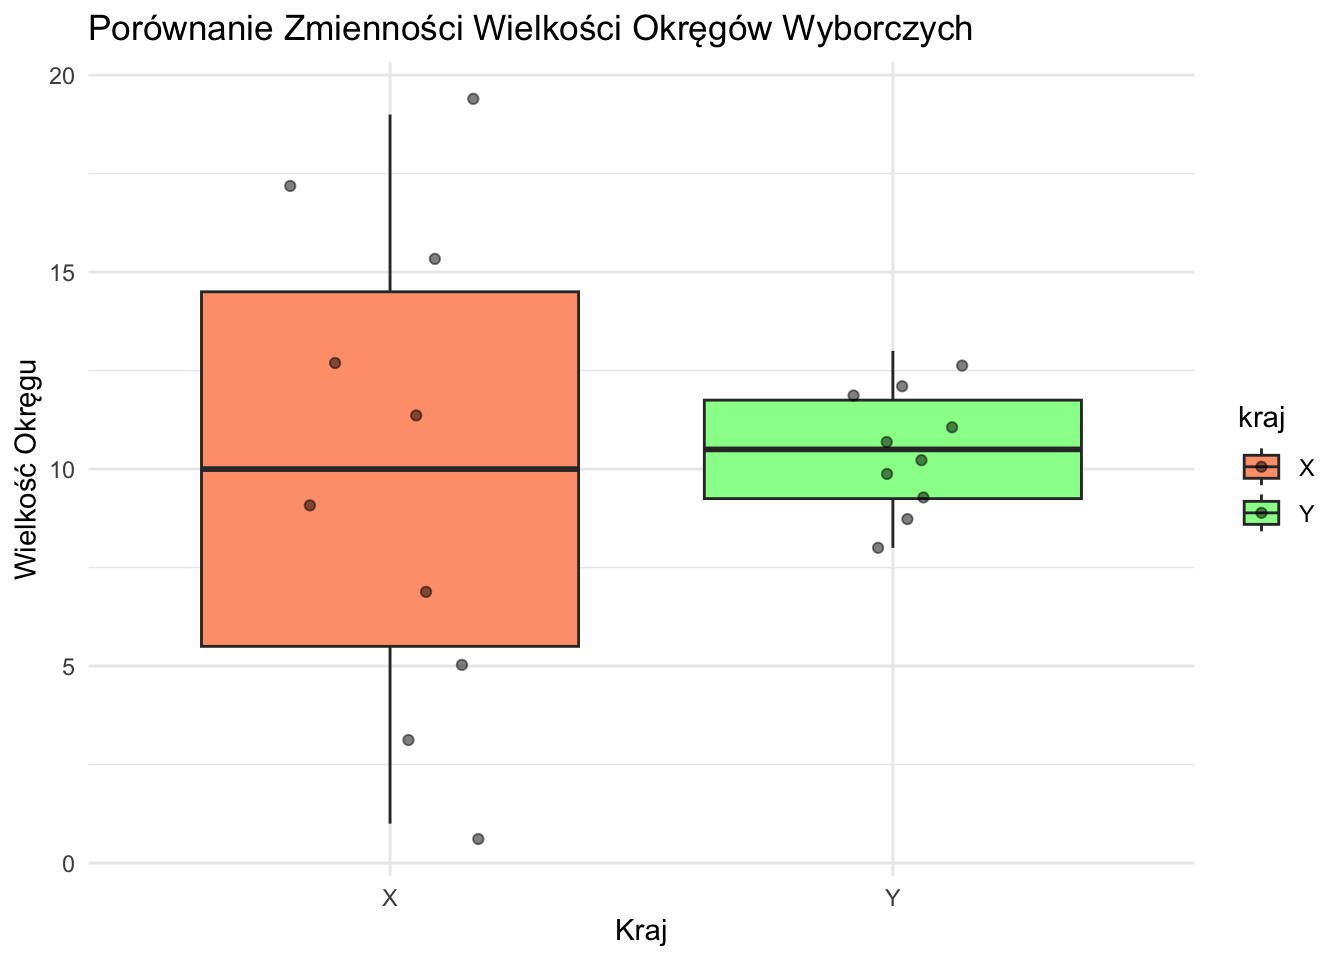 Porównanie Zmienności Wielkości Okręgów Wyborczych
Wielkość Okręgu
20
15
10
5
0
X
Y
Kraj
kraj
X
Y